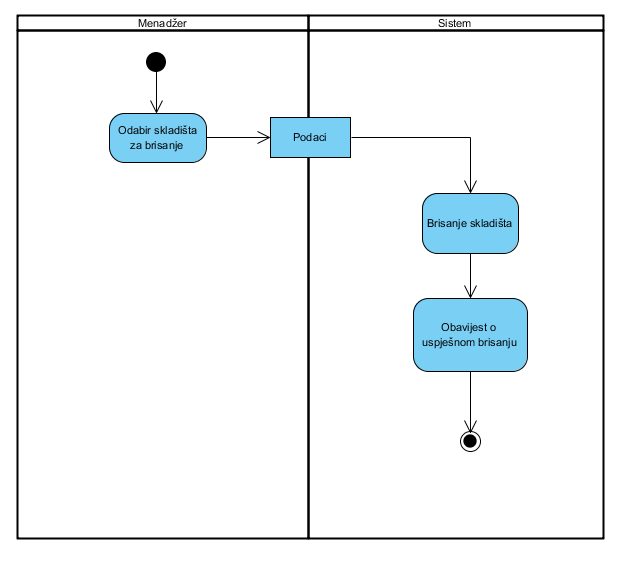 Menadžer
Sistem
Odabir skladišta
za brisanje
Podaci
Brisanje skladišta
Obavijest o
uspješnom brisanju